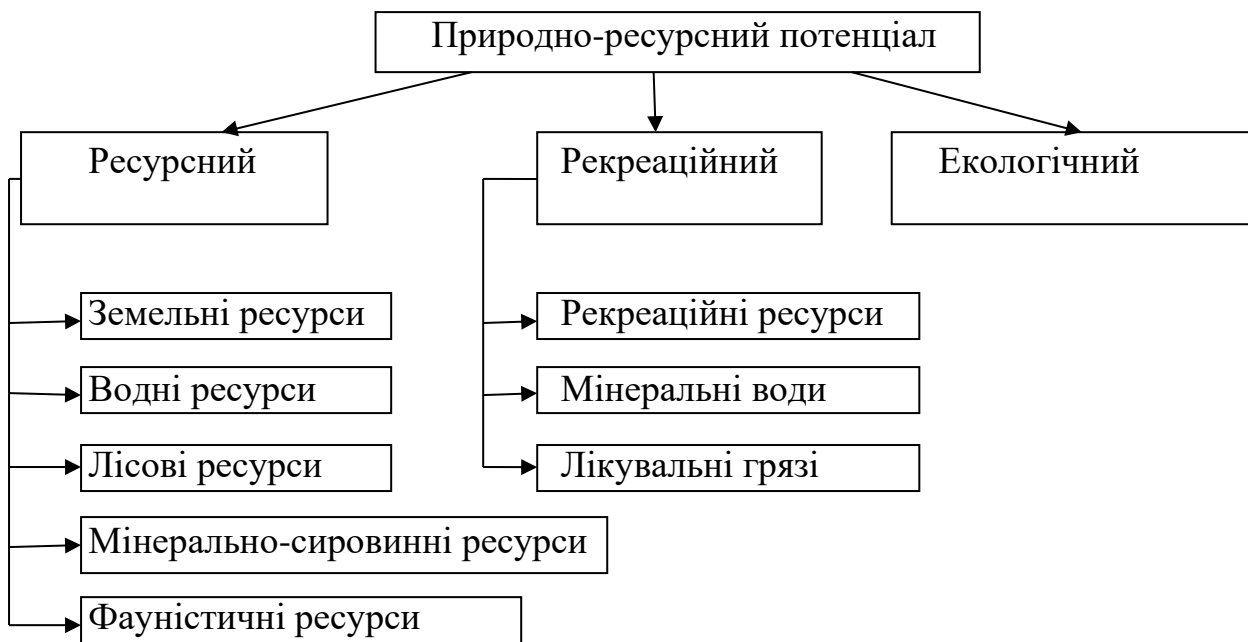 Природно-ресурсний потенціал
Ресурсний
Рекреаційний
Екологічний
Земельні ресурси
Рекреаційні ресурси
Водні ресурси
Мінеральні води
Лісові ресурси
Лікувальні грязі
Мінерально-сировинні ресурси
Фауністичні ресурси